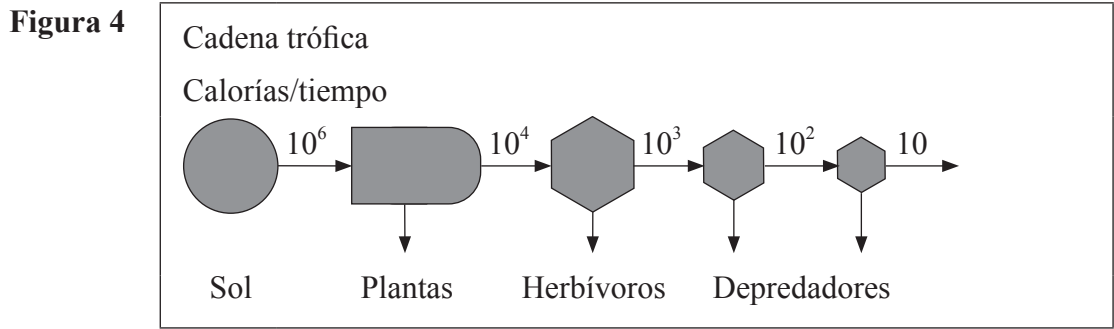 Figura 4
Cadena trófica
Calorías/tiempo
10⁶ 10⁴ 10³ 10² 10
Sol Plantas Herbívoros Depredadores